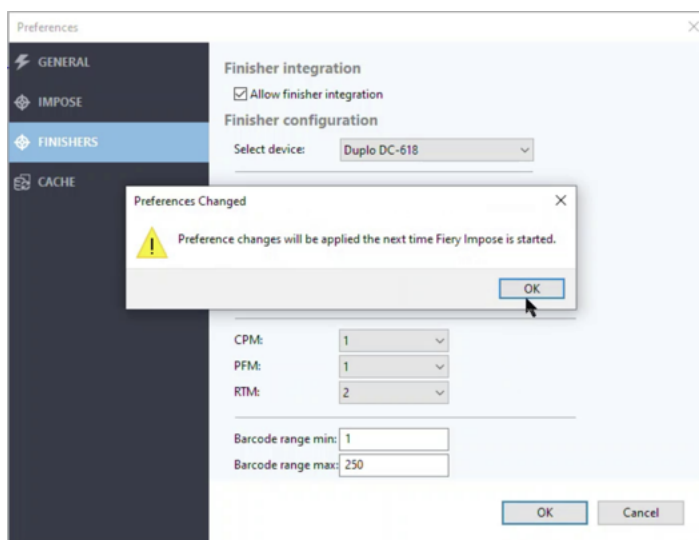 Preferences
GENERAL
IMPOSE
FINISHERS
CACHE
Finisher integration
Allow finisher integration
Finisher configuration
Select device: Duplo DC-618
Preferences Changed
Preference changes will be applied the next time Fiery Impose is started.
OK
CPM: 1
PFM: 1
RTM: 2
Barcode range min: 1
Barcode range max: 250
OK Cancel